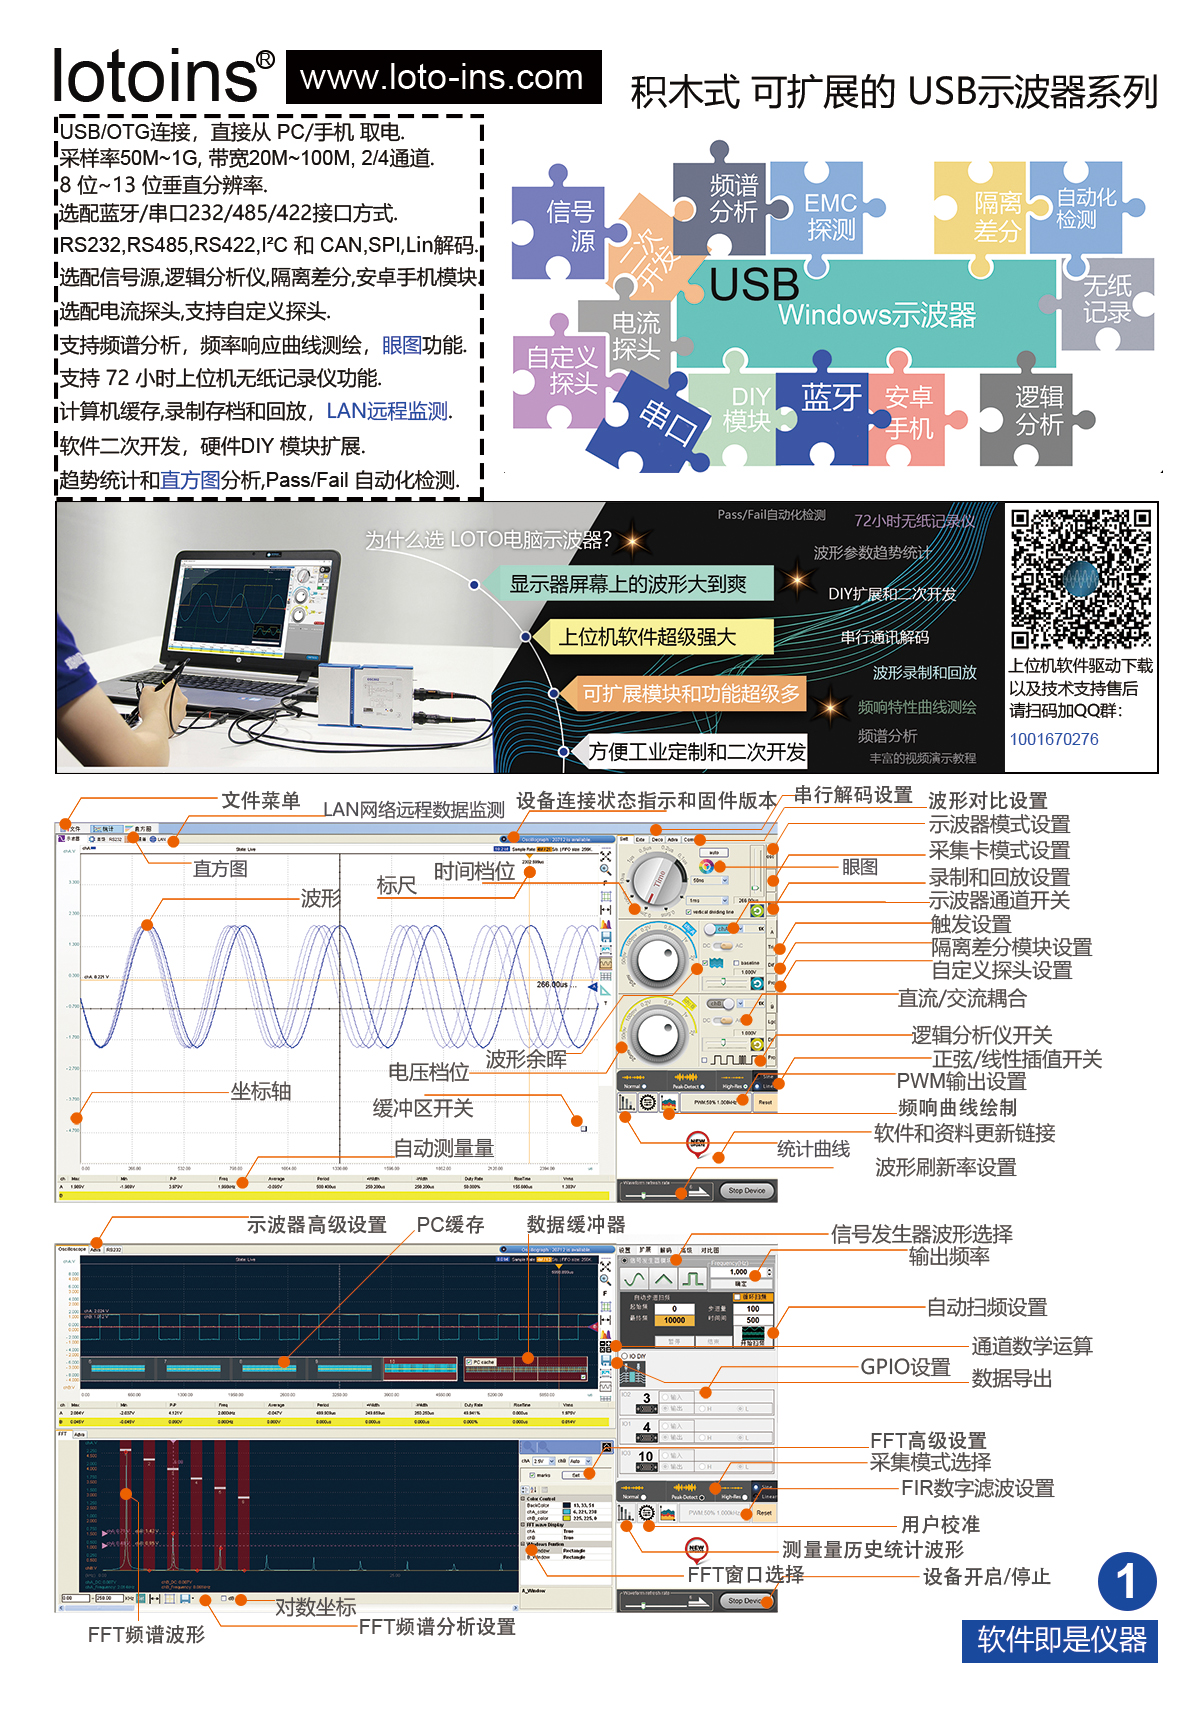 lotoins®
www.loto-ins.com
积木式 可扩展的 USB示波器系列
USB/OTG连接，直接从 PC/手机 取电.
采样率50M~1G, 带宽20M~100M, 2/4通道.
8 位~13 位垂直分辨率.
选配蓝牙/串口232/485/422接口方式.
RS232,RS485,RS422,I²C 和 CAN,SPI,Lin解码.
选配信号源,逻辑分析仪,隔离差分,安卓手机模块.
选配电流探头,支持自定义探头.
支持频谱分析，频率响应曲线测绘，眼图功能.
支持 72 小时上位机无纸记录仪功能.
计算机缓存,录制存档和回放，LAN远程监测.
软件二次开发，硬件DIY 模块扩展.
趋势统计和直方图分析,Pass/Fail 自动化检测.
信号
源
二次
开发
频谱
分析
EMC
探测
隔离
差分
自动化
检测
USB
Windows示波器
无纸
记录
电流
探头
自定义
探头
串口
DIY
模块
蓝牙
安卓
手机
逻辑
分析
为什么选 LOTO电脑示波器?
显示器屏幕上的波形大到爽
上位机软件超级强大
可扩展模块和功能超级多
方便工业定制和二次开发
Pass/Fail自动化检测
72小时无纸记录仪
波形参数趋势统计
DIY扩展和二次开发
串行通讯解码
波形录制和回放
频响特性曲线测绘
频谱分析
丰富的视频演示教程
上位机软件驱动下载
以及技术支持售后
请扫码加QQ群：
1001670276
文件菜单
LAN网络远程数据监测
设备连接状态指示和固件版本
串行解码设置
波形对比设置
示波器模式设置
采集卡模式设置
录制和回放设置
示波器通道开关
触发设置
隔离差分模块设置
自定义探头设置
直流/交流耦合
逻辑分析仪开关
正弦/线性插值开关
PWM输出设置
频响曲线绘制
软件和资料更新链接
波形刷新率设置
直方图
波形
标尺
时间档位
眼图
波形余晖
电压档位
坐标轴
缓冲区开关
自动测量量
统计曲线
Stop Device
示波器高级设置
PC缓存
数据缓冲器
信号发生器波形选择
输出频率
自动扫频设置
通道数学运算
GPIO设置
数据导出
FFT高级设置
采集模式选择
FIR数字滤波设置
用户校准
测量量历史统计波形
FFT窗口选择
设备开启/停止
对数坐标
FFT频谱波形
FFT频谱分析设置
1
软件即是仪器